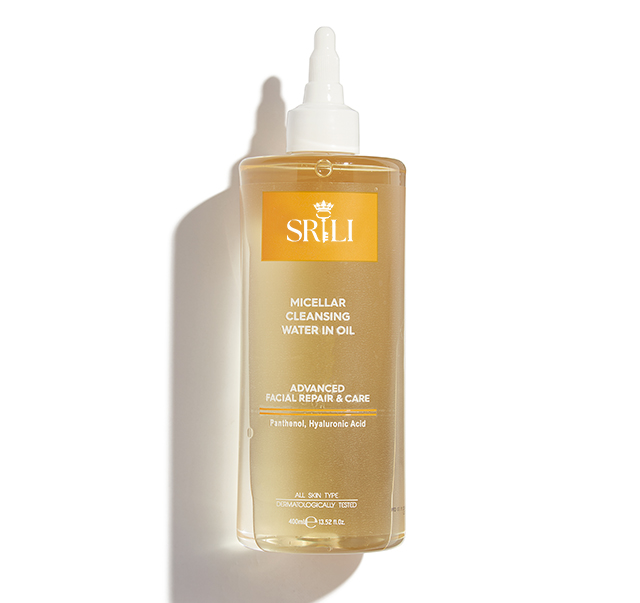 SRILI
MICELLAR
CLEANSING
WATER IN OIL
ADVANCED
FACIAL REPAIR & CARE
Panthenol, Hyaluronic Acid
ALL SKIN TYPE
DERMATOLOGICALLY TESTED
400ml ℮ 13.52 fl.oz.